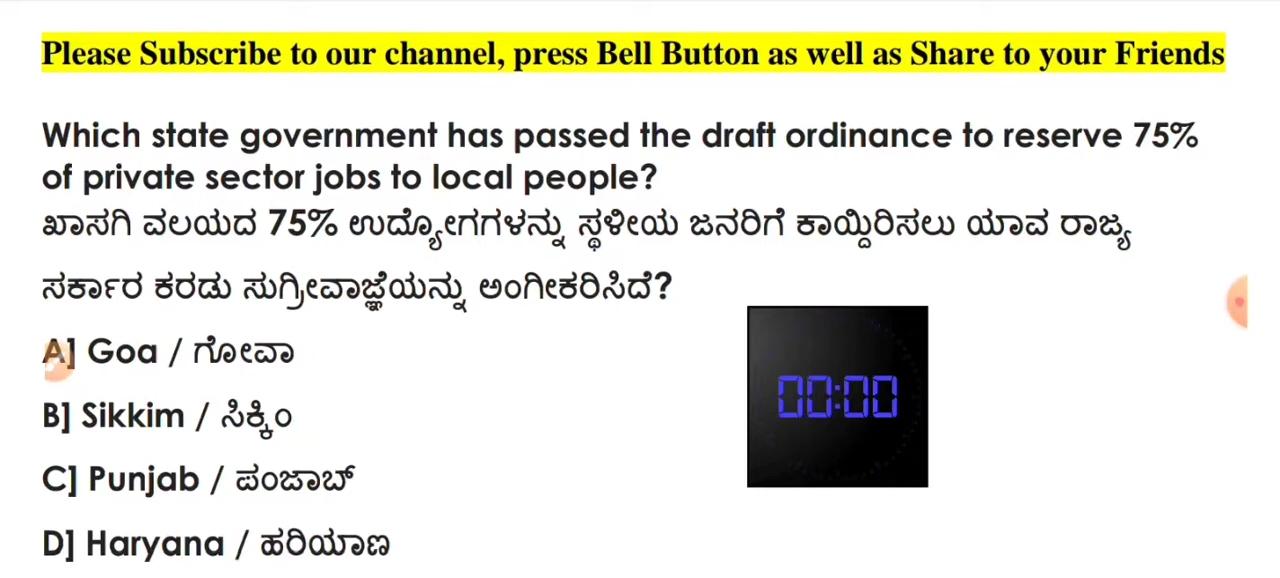 Please Subscribe to our channel, press Bell Button as well as Share to your Friends
Which state government has passed the draft ordinance to reserve 75%
of private sector jobs to local people?
ಖಾಸಗಿ ವಲಯದ 75% ಉದ್ಯೋಗಗಳನ್ನು ಸ್ಥಳೀಯ ಜನರಿಗೆ ಕಾಯ್ದಿರಿಸಲು ಯಾವ ರಾಜ್ಯ
ಸರ್ಕಾರ ಕರಡು ಸುಗ್ರೀವಾಜ್ಞೆಯನ್ನು ಅಂಗೀಕರಿಸಿದೆ?
A] Goa / ಗೋವಾ
B] Sikkim / ಸಿಕ್ಕಿಂ
00:00
C] Punjab / ಪಂಜಾಬ್
D] Haryana / ಹರಿಯಾಣ